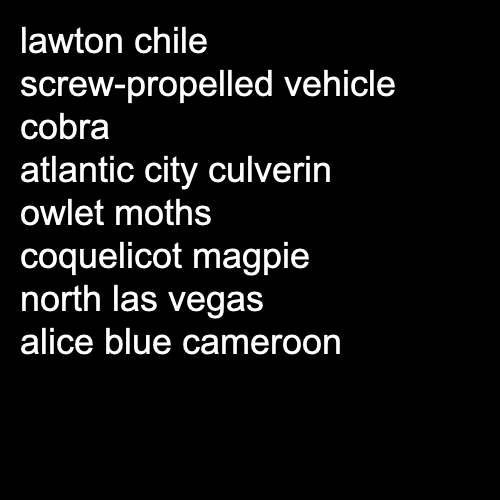 lawton chile
screw-propelled vehicle
cobra
atlantic city culverin
owlet moths
coquelicot magpie
north las vegas
alice blue cameroon